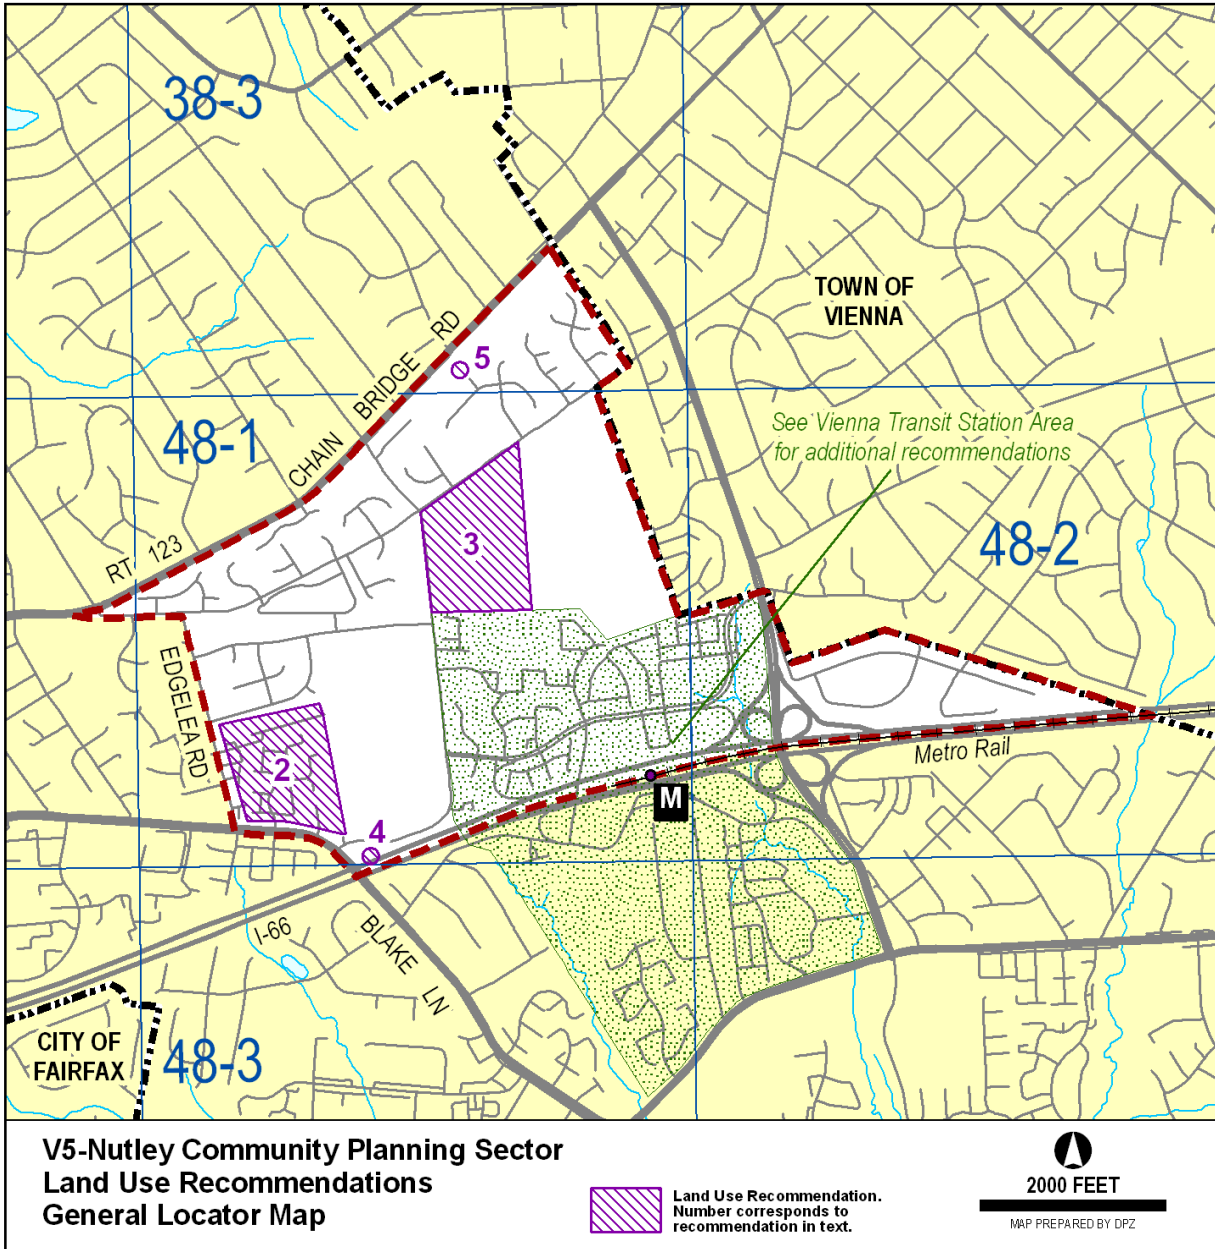 38-3
TOWN OF
VIENNA
CHAIN BRIDGE RD
5
48-1
See Vienna Transit Station Area
for additional recommendations
48-2
3
RT 123
EDGELEA RD
2
Metro Rail
M
4
I-66
BLAKE LN
CITY OF
FAIRFAX
48-3
V5-Nutley Community Planning Sector
Land Use Recommendations
General Locator Map
Land Use Recommendation.
Number corresponds to
recommendation in text.
2000 FEET
MAP PREPARED BY DPZ